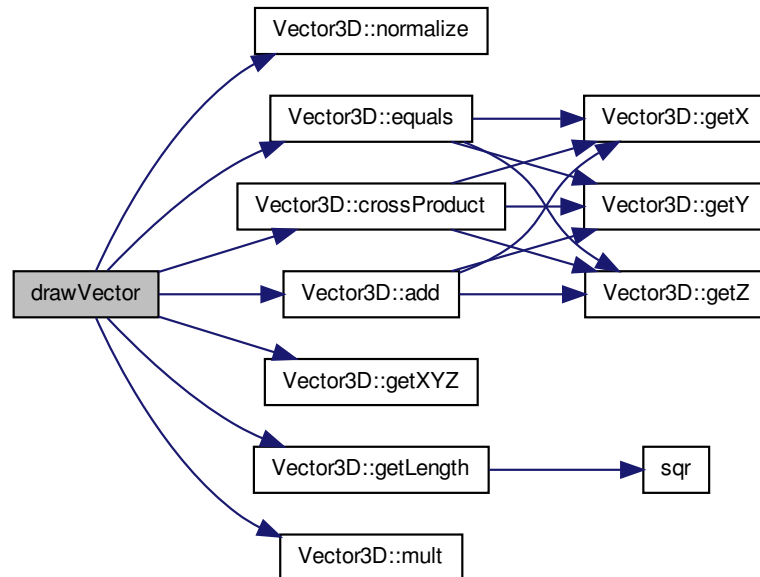 Vector3D::normalize
Vector3D::equals
Vector3D::getX
Vector3D::crossProduct
Vector3D::getY
drawVector
Vector3D::add
Vector3D::getZ
Vector3D::getXYZ
Vector3D::getLength
sqr
Vector3D::mult